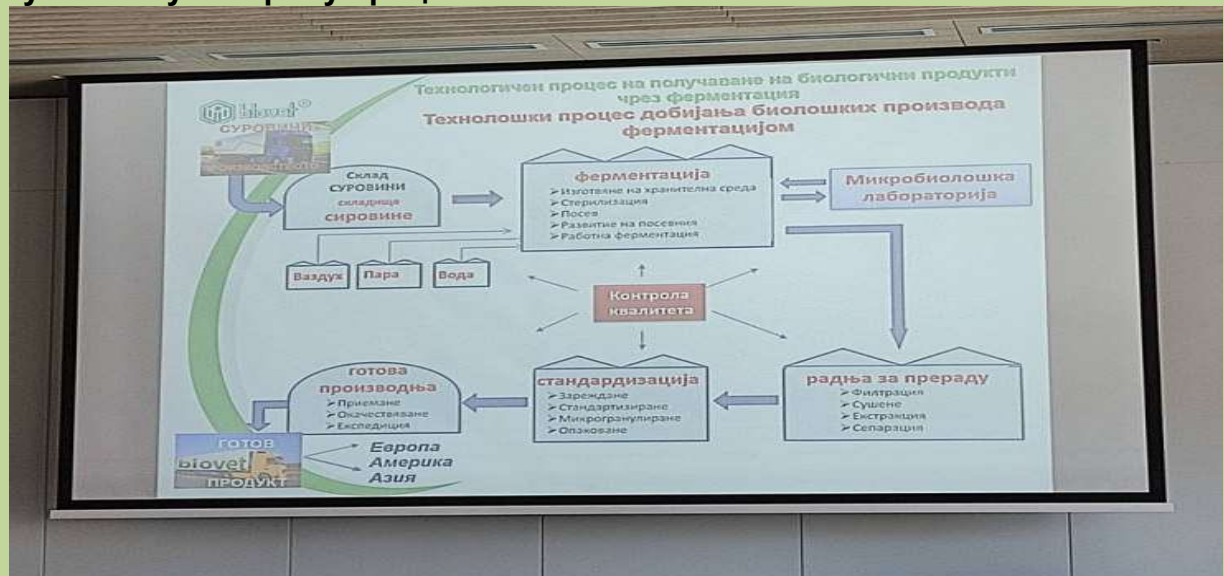 Технологичен процес на получаване на биологични продукти
чрез ферментация
Технолошки процес добијања биолошких производа
ферментацијом
biovet®
СУРОВИНИ
Склад
СУРОВИНИ
складища
сировине
ферментација
➢Изготвяне на хранителна среда
➢Стерилизация
➢Посев
➢Развитие на посевния
➢Работна ферментация
Микробиолошка
лабораторија
Ваздух
Пара
Вода
Контрола
квалитета
готова
производња
➢Приемане
➢Окачествяване
➢Експедиция
стандардизација
➢Зареждане
➢Стандартизиране
➢Микрогранулиране
➢Опаковане
радња за прераду
➢Филтрация
➢Сушене
➢Екстракция
➢Сепарация
ГОТОВ
biovet
ПРОДУКТ
Европа
Америка
Азия